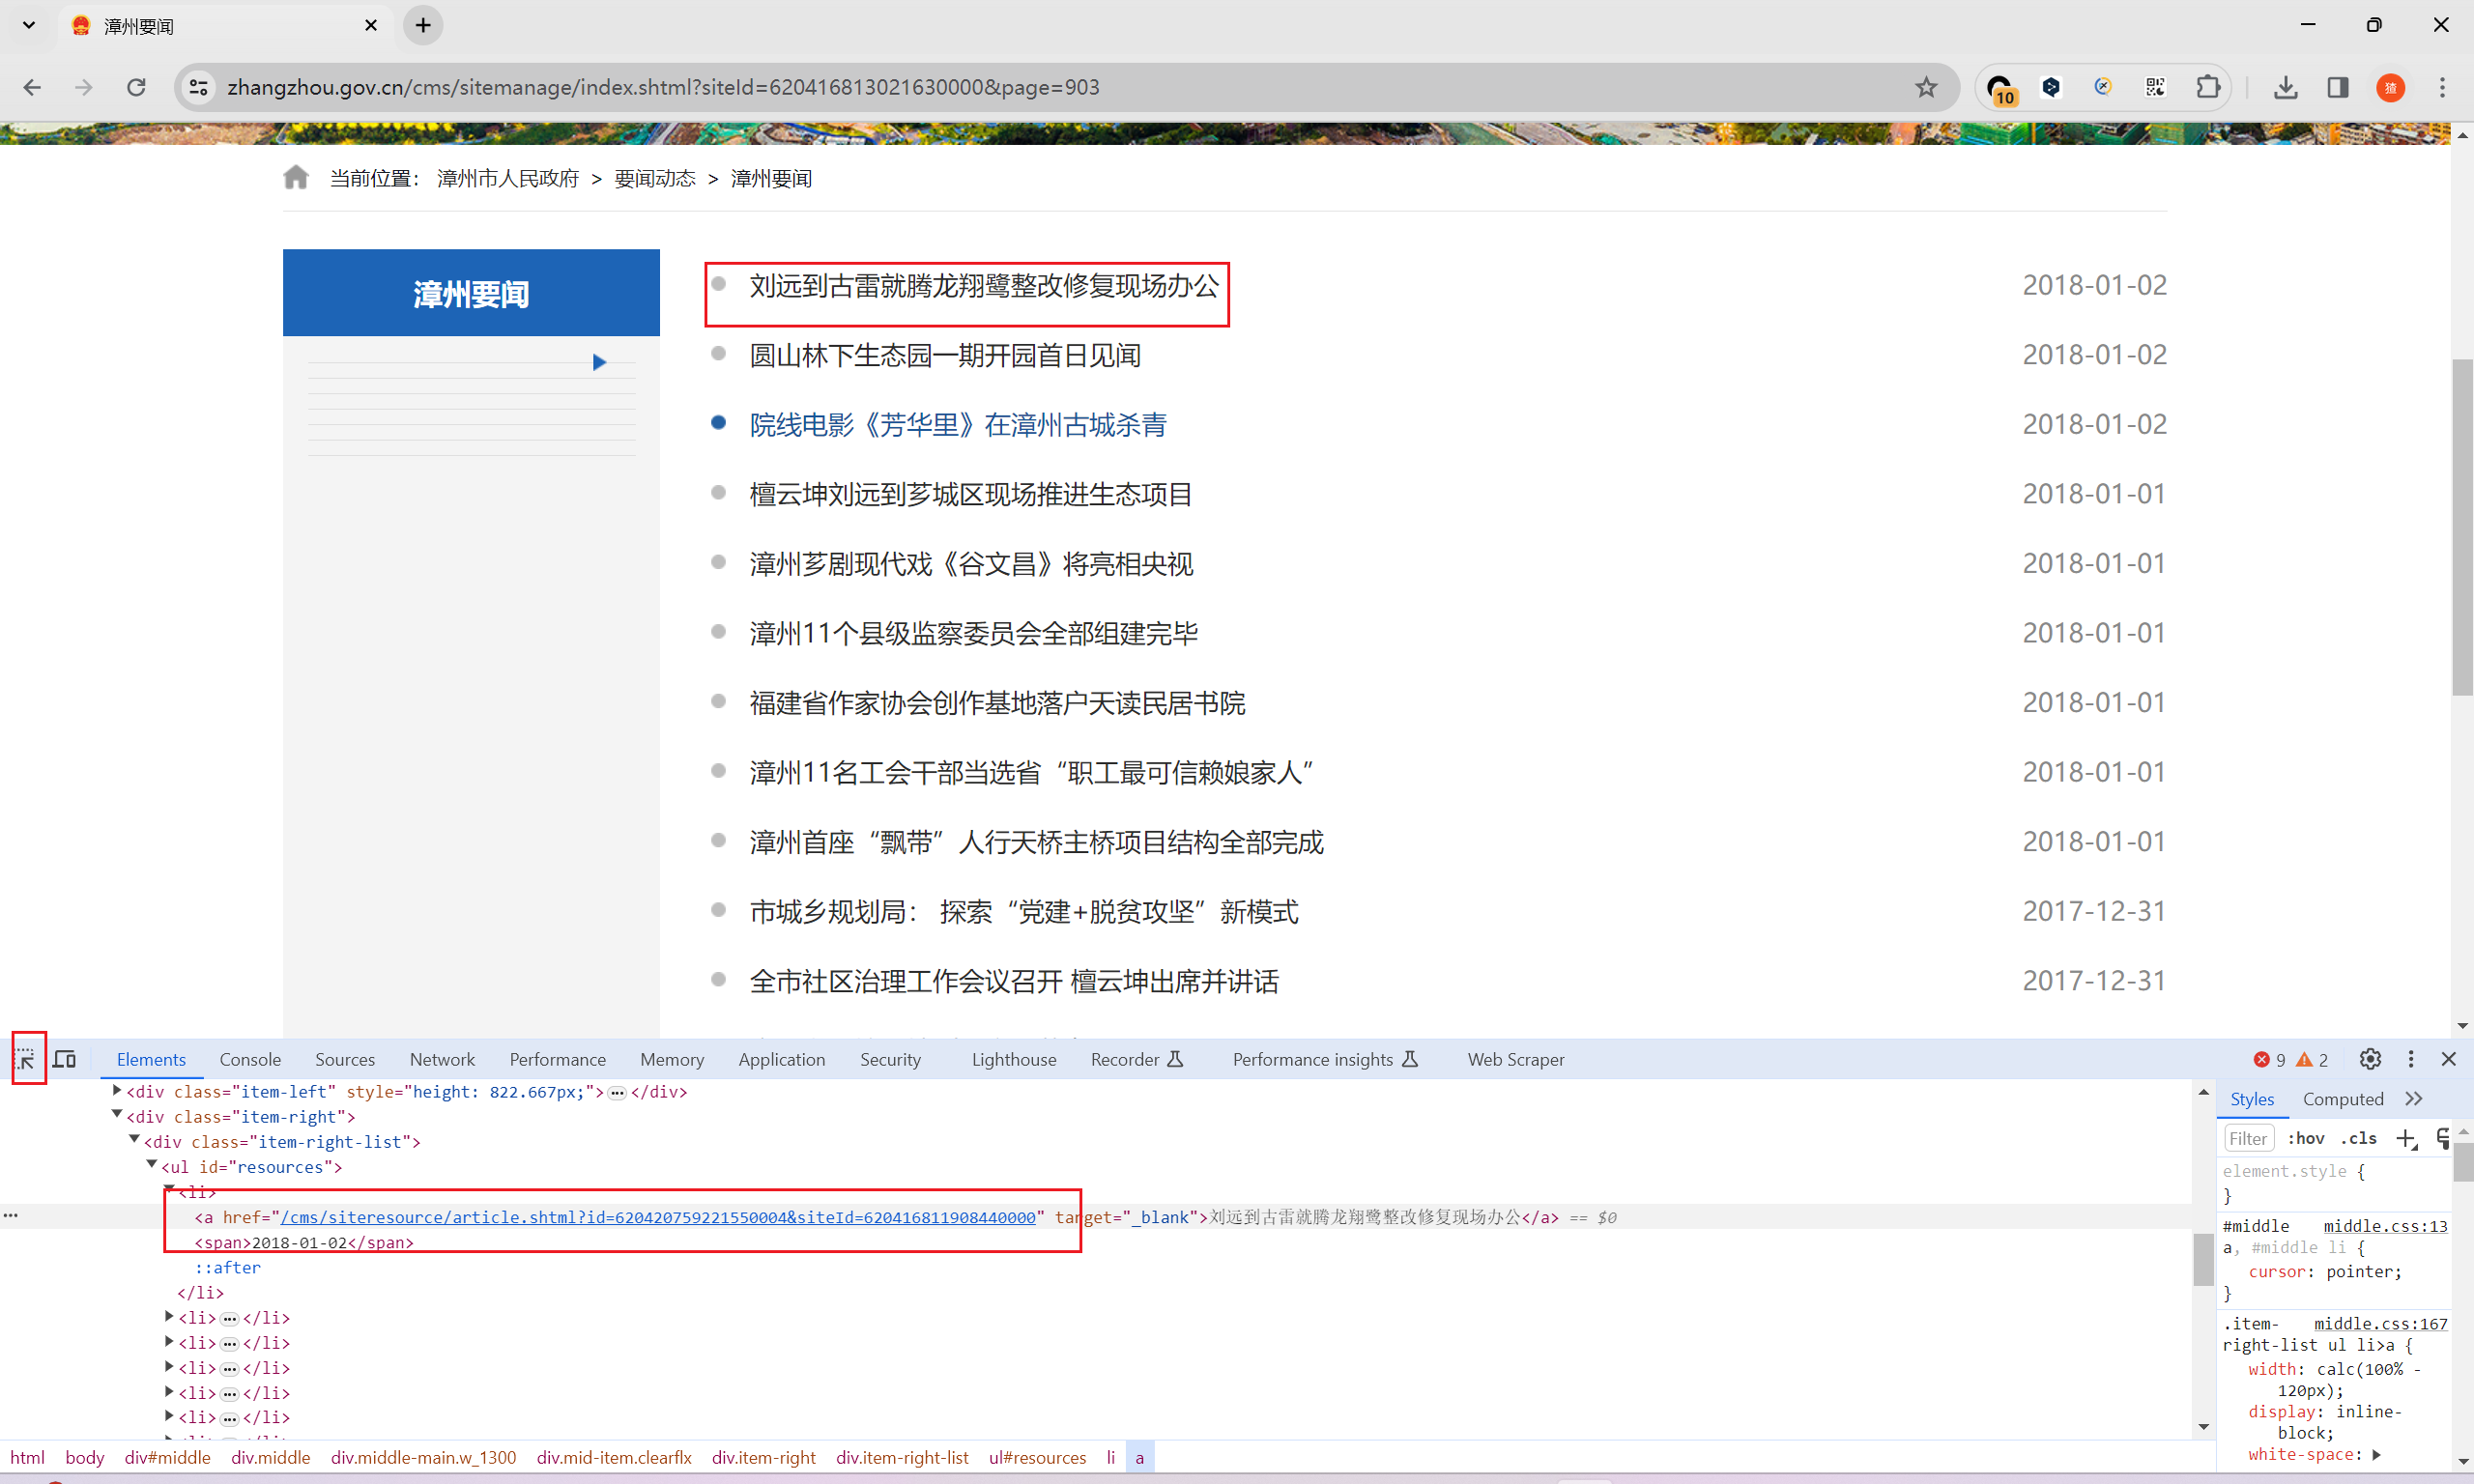 漳州要闻
zhangzhou.gov.cn/cms/sitemanage/index.shtml?siteId=620416813021630000&page=903
10
猹
当前位置： 漳州市人民政府 > 要闻动态 > 漳州要闻
漳州要闻
刘远到古雷就腾龙翔鹭整改修复现场办公 2018-01-02
圆山林下生态园一期开园首日见闻 2018-01-02
院线电影《芳华里》在漳州古城杀青 2018-01-02
檀云坤刘远到芗城区现场推进生态项目 2018-01-01
漳州芗剧现代戏《谷文昌》将亮相央视 2018-01-01
漳州11个县级监察委员会全部组建完毕 2018-01-01
福建省作家协会创作基地落户天读民居书院 2018-01-01
漳州11名工会干部当选省“职工最可信赖娘家人” 2018-01-01
漳州首座“飘带”人行天桥主桥项目结构全部完成 2018-01-01
市城乡规划局： 探索“党建+脱贫攻坚”新模式 2017-12-31
全市社区治理工作会议召开 檀云坤出席并讲话 2017-12-31
Elements Console Sources Network Performance Memory Application Security Lighthouse Recorder Performance insights Web Scraper 9 2
<div class="item-left" style="height: 822.667px;">…</div>
<div class="item-right">
<div class="item-right-list">
<ul id="resources">
<li>
<a href="/cms/siteresource/article.shtml?id=620420759221550004&siteId=620416811908440000" target="_blank">刘远到古雷就腾龙翔鹭整改修复现场办公</a> == $0
<span>2018-01-02</span>
::after
</li>
<li>…</li>
<li>…</li>
<li>…</li>
<li>…</li>
<li>…</li>
html body div#middle div.middle div.middle-main.w_1300 div.mid-item.clearflx div.item-right div.item-right-list ul#resources li a
Styles Computed
Filter :hov .cls
element.style {
}
#middle middle.css:13
a, #middle li {
cursor: pointer;
}
.item- middle.css:167
right-list ul li>a {
width: calc(100% -
120px);
display: inline-
block;
white-space: